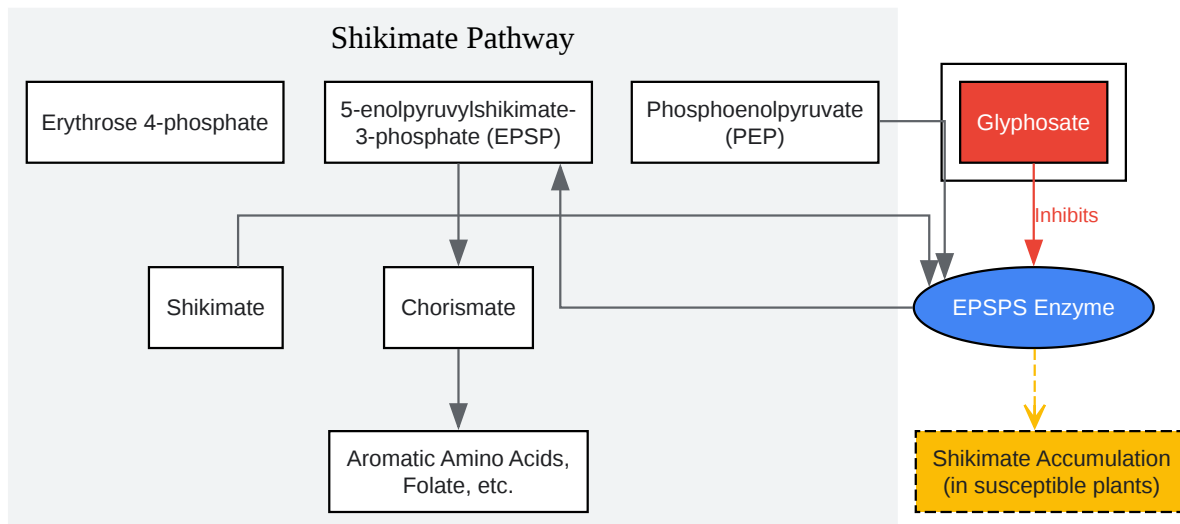 Shikimate Pathway
Erythrose 4-phosphate
5-enolpyruvylshikimate-
3-phosphate (EPSP)
Phosphoenolpyruvate
(PEP)
Glyphosate
Inhibits
Shikimate
Chorismate
EPSPS Enzyme
Aromatic Amino Acids,
Folate, etc.
Shikimate Accumulation
(in susceptible plants)